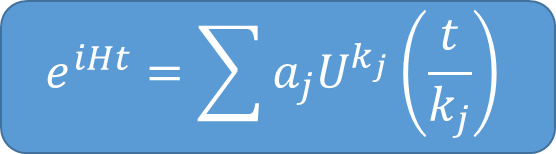 e^{iHt} = ∑ a_j U^{k_j} (t/k_j)